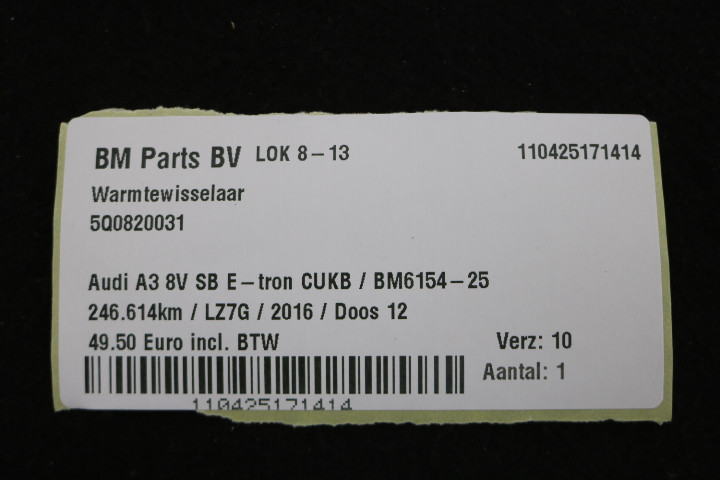 BM Parts BV LOK 8-13 110425171414
Warmtewisselaar
5Q0820031
Audi A3 8V SB E-tron CUKB / BM6154-25
246.614km / LZ7G / 2016 / Doos 12
49.50 Euro incl. BTW Verz: 10
Aantal: 1
110425171414